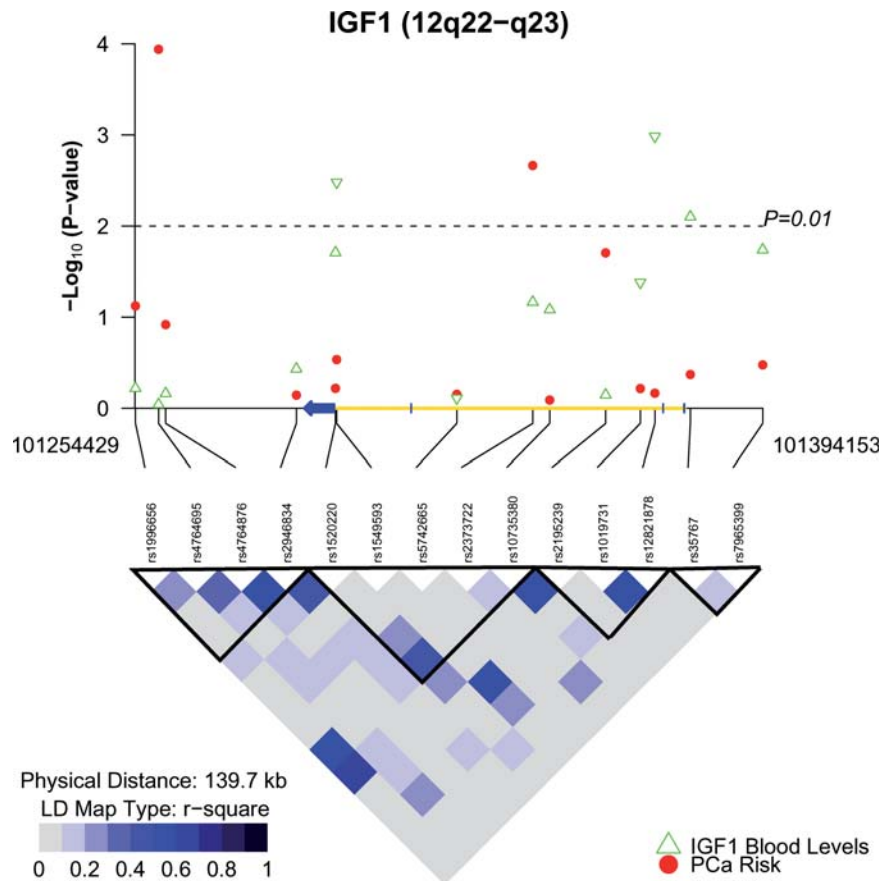 IGF1 (12q22−q23)
−Log10 (P−value)
4
3
2
1
0
P=0.01
101254429
101394153
rs1996656
rs4764695
rs4764876
rs2946834
rs1520220
rs1549593
rs5742665
rs2373722
rs10735380
rs2195239
rs1019731
rs12821878
rs35767
rs7965399
Physical Distance: 139.7 kb
LD Map Type: r−square
0 0.2 0.4 0.6 0.8 1
IGF1 Blood Levels
PCa Risk